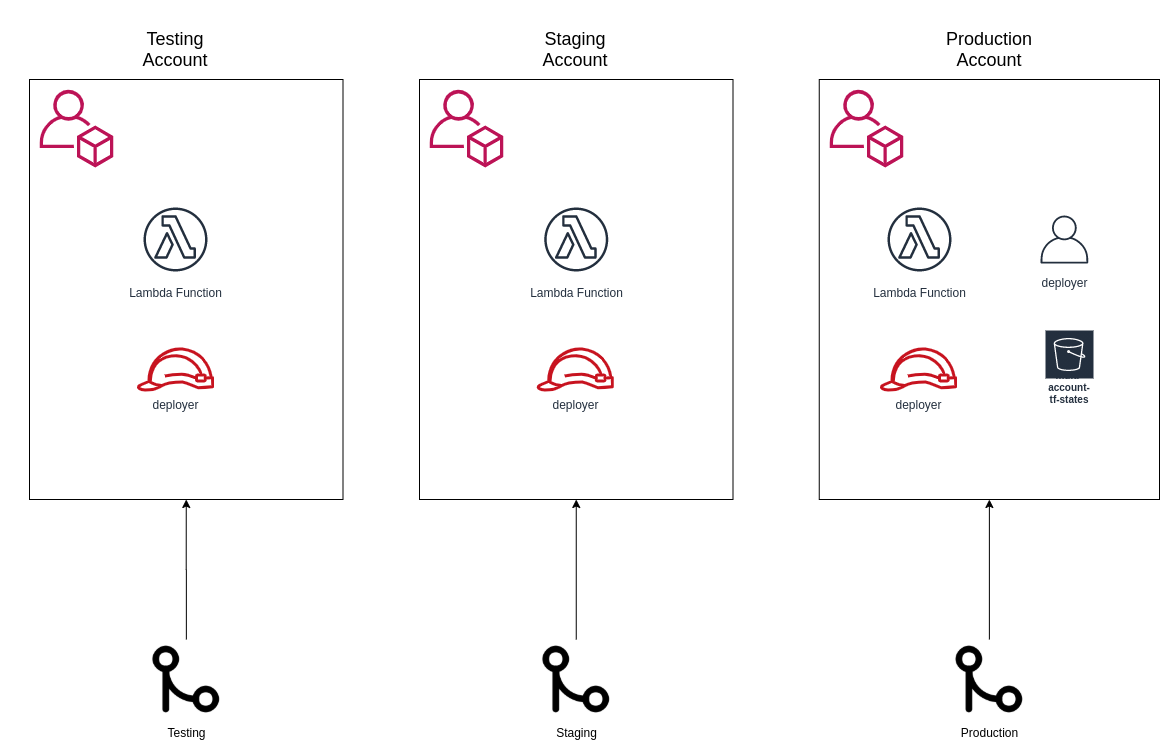 Testing
Account
Staging
Account
Production
Account
Lambda Function
Lambda Function
Lambda Function
deployer
deployer
deployer
deployer
account-
tf-states
Testing
Staging
Production